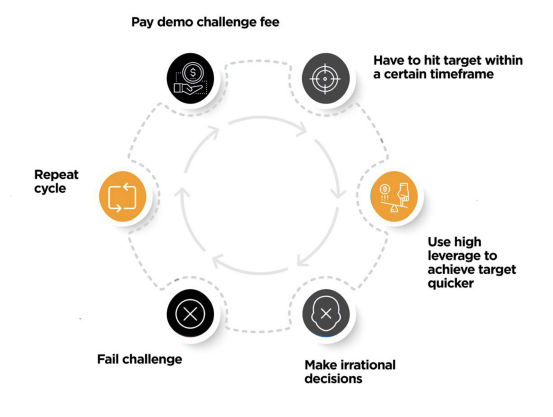 Pay demo challenge fee
Have to hit target within
a certain timeframe
Use high
leverage to
achieve target
quicker
Make irrational
decisions
Fail challenge
Repeat
cycle